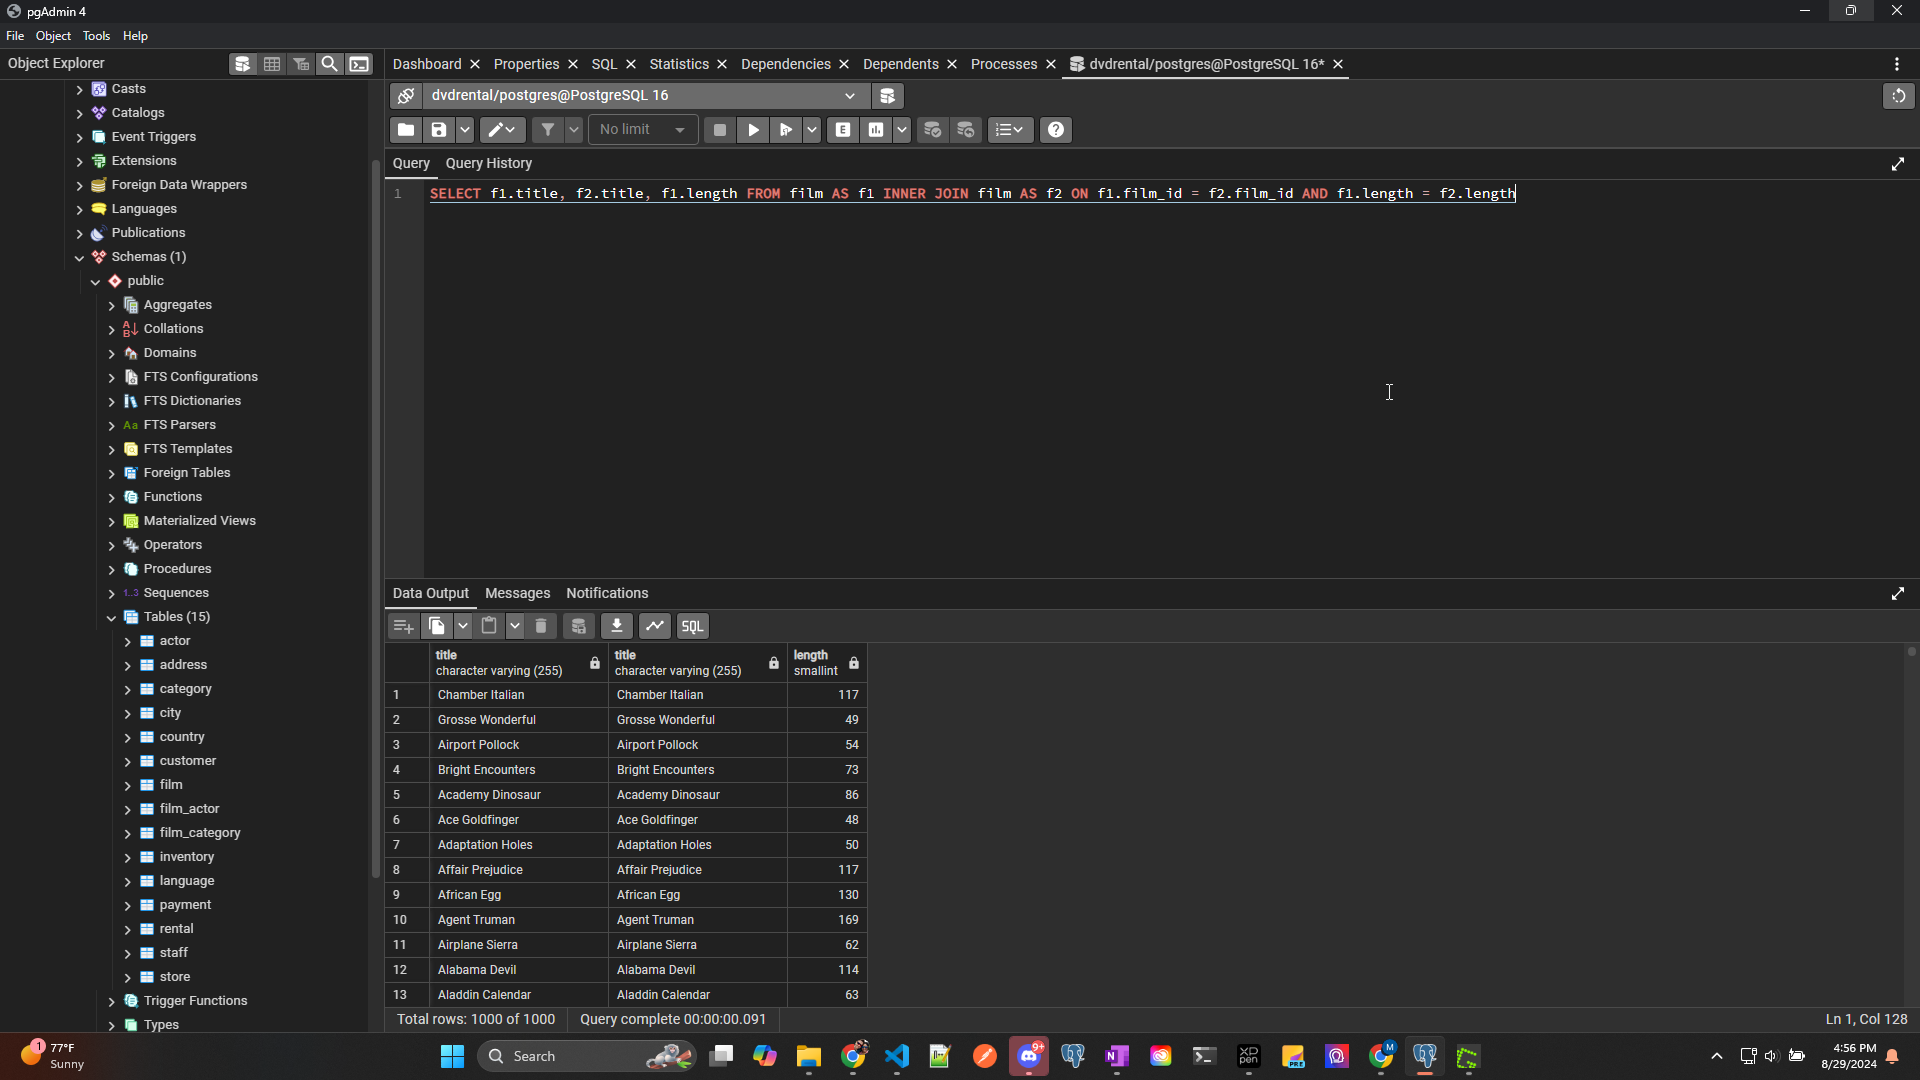 pgAdmin 4
File Object Tools Help
Object Explorer
Dashboard Properties SQL Statistics Dependencies Dependents Processes dvdrental/postgres@PostgreSQL 16*
Casts
Catalogs
Event Triggers
Extensions
Foreign Data Wrappers
Languages
Publications
Schemas (1)
public
Aggregates
Collations
Domains
FTS Configurations
FTS Dictionaries
FTS Parsers
FTS Templates
Foreign Tables
Functions
Materialized Views
Operators
Procedures
1..3 Sequences
Tables (15)
actor
address
category
city
country
customer
film
film_actor
film_category
inventory
language
payment
rental
staff
store
Trigger Functions
Types
dvdrental/postgres@PostgreSQL 16
No limit
E
Query Query History
1 SELECT f1.title, f2.title, f1.length FROM film AS f1 INNER JOIN film AS f2 ON f1.film_id = f2.film_id AND f1.length = f2.length
Data Output Messages Notifications
SQL
title title length
character varying (255) character varying (255) smallint
1 Chamber Italian Chamber Italian 117
2 Grosse Wonderful Grosse Wonderful 49
3 Airport Pollock Airport Pollock 54
4 Bright Encounters Bright Encounters 73
5 Academy Dinosaur Academy Dinosaur 86
6 Ace Goldfinger Ace Goldfinger 48
7 Adaptation Holes Adaptation Holes 50
8 Affair Prejudice Affair Prejudice 117
9 African Egg African Egg 130
10 Agent Truman Agent Truman 169
11 Airplane Sierra Airplane Sierra 62
12 Alabama Devil Alabama Devil 114
13 Aladdin Calendar Aladdin Calendar 63
Total rows: 1000 of 1000 Query complete 00:00:00.091 Ln 1, Col 128
1 77°F
Sunny
Search
9+
M
4:56 PM
8/29/2024